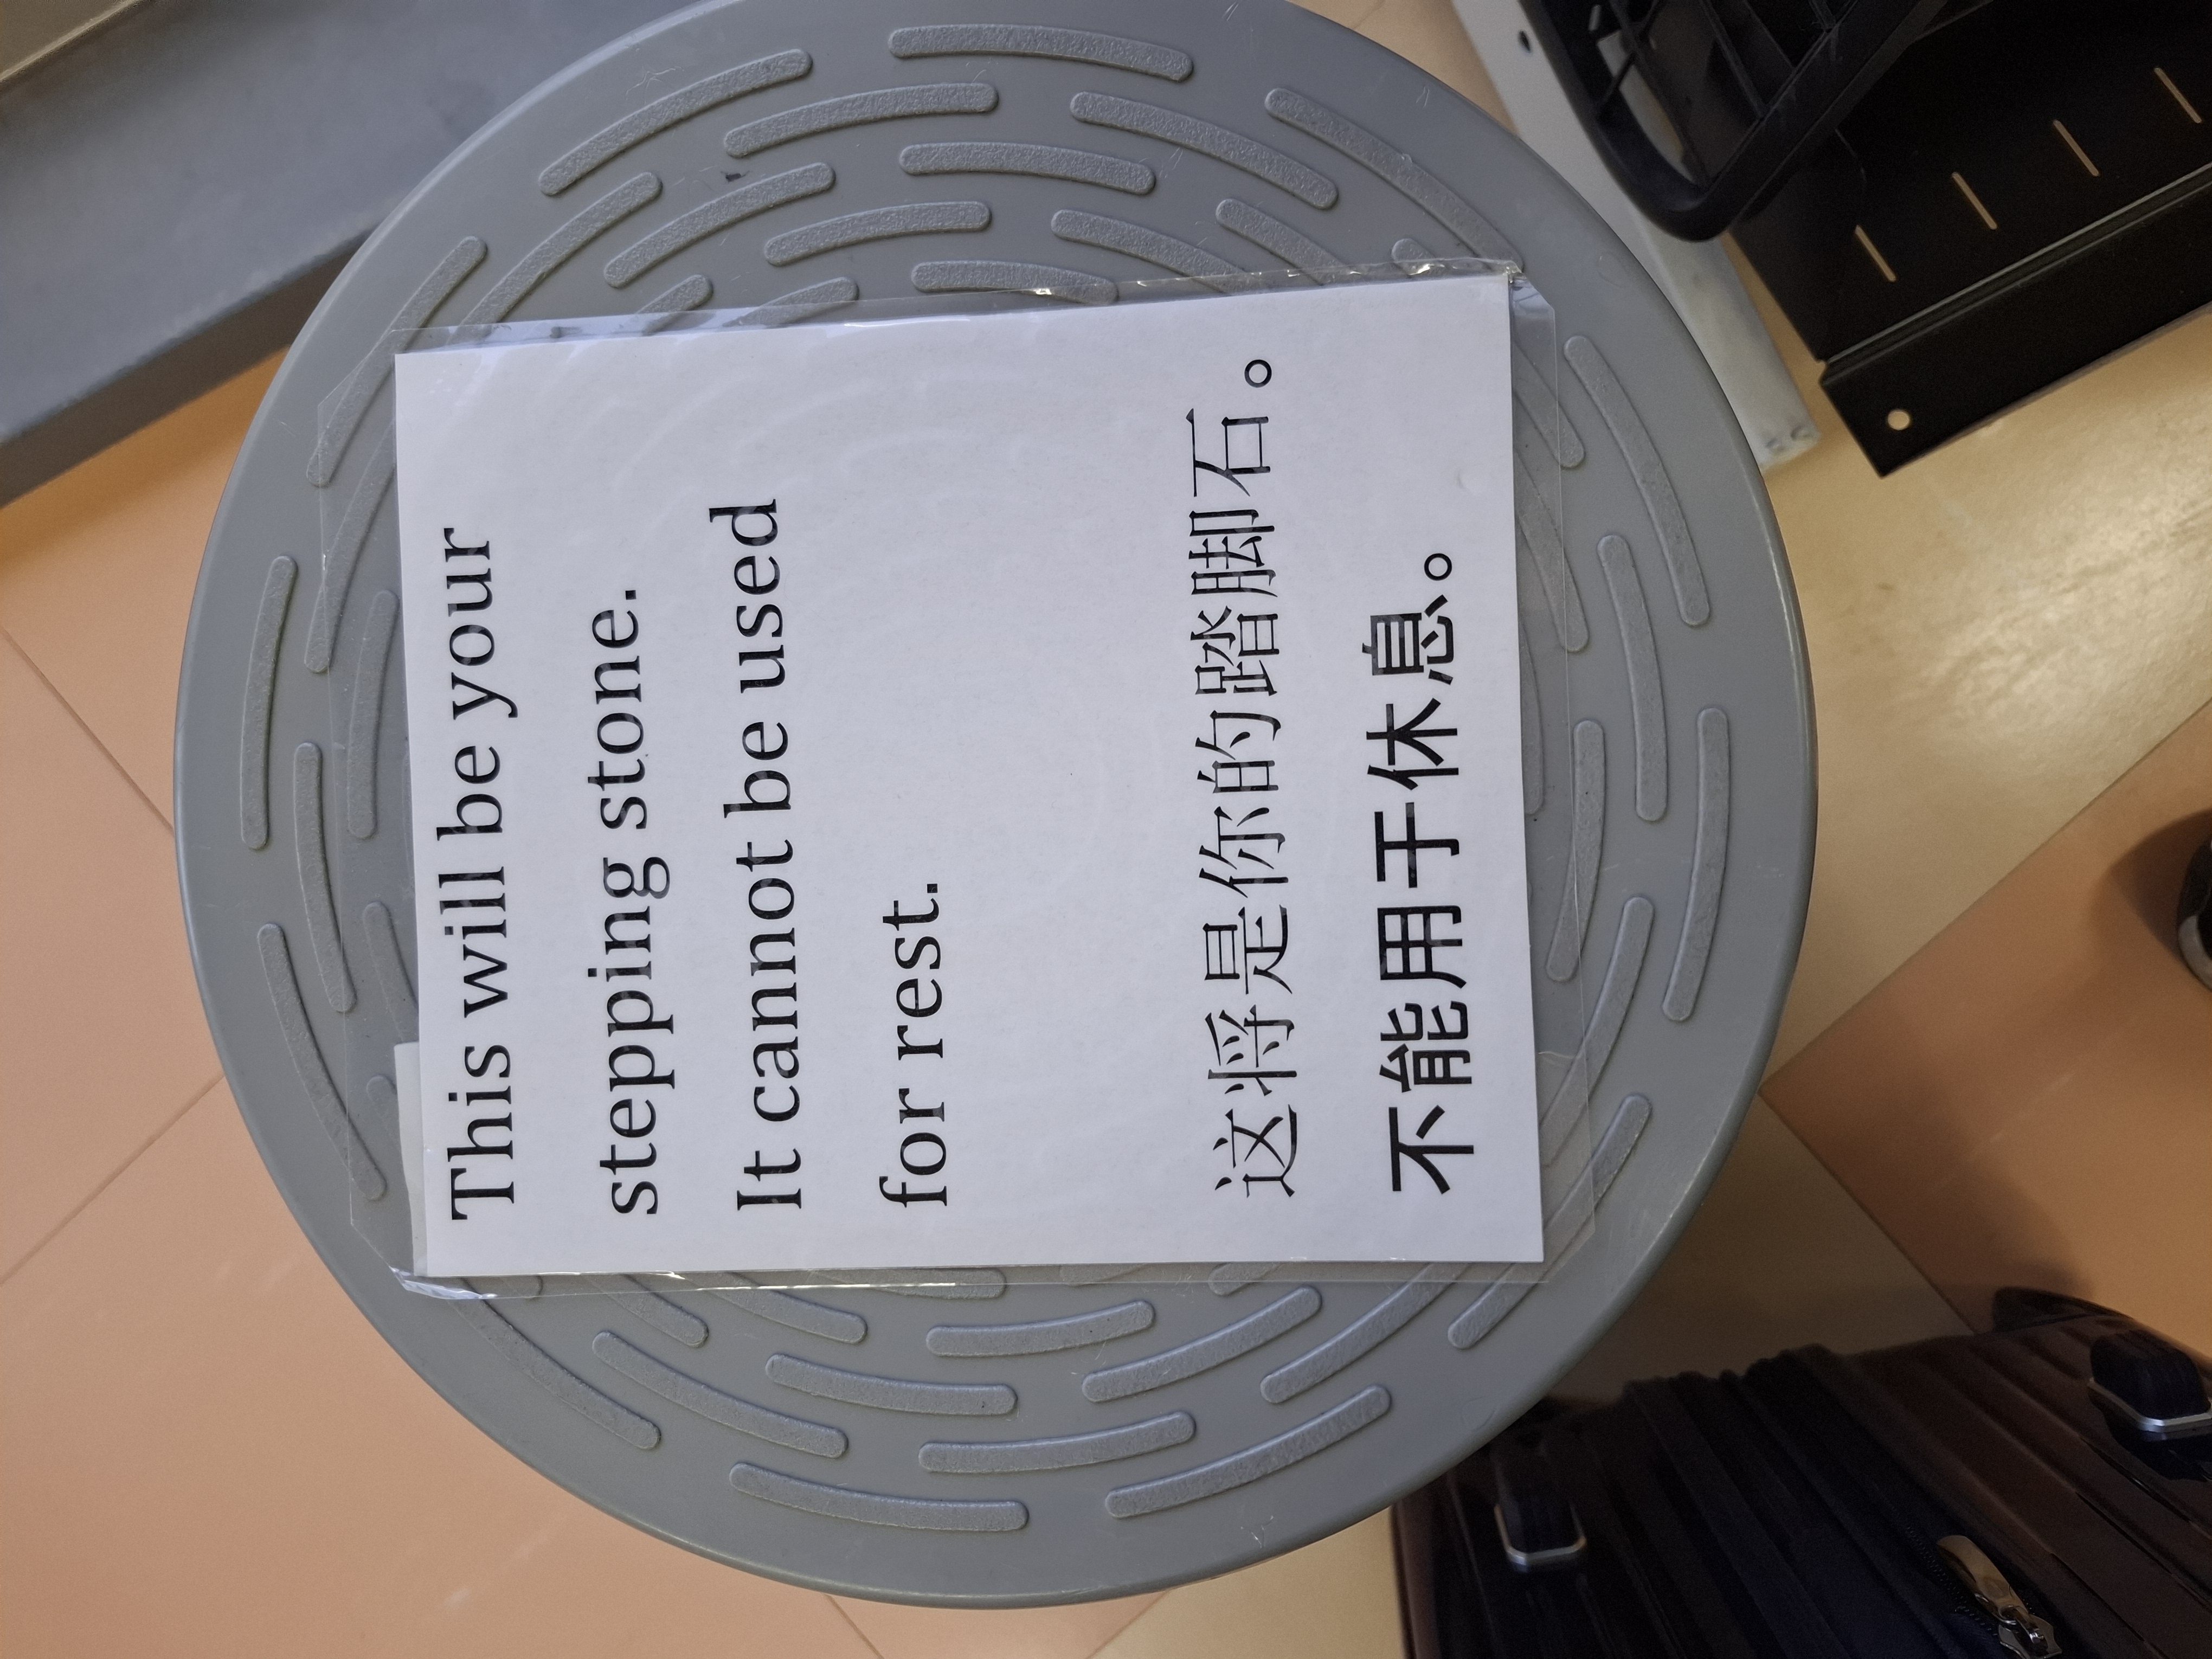 This will be your
stepping stone.
It cannot be used
for rest.
这将是你的踏脚石。
不能用于休息。